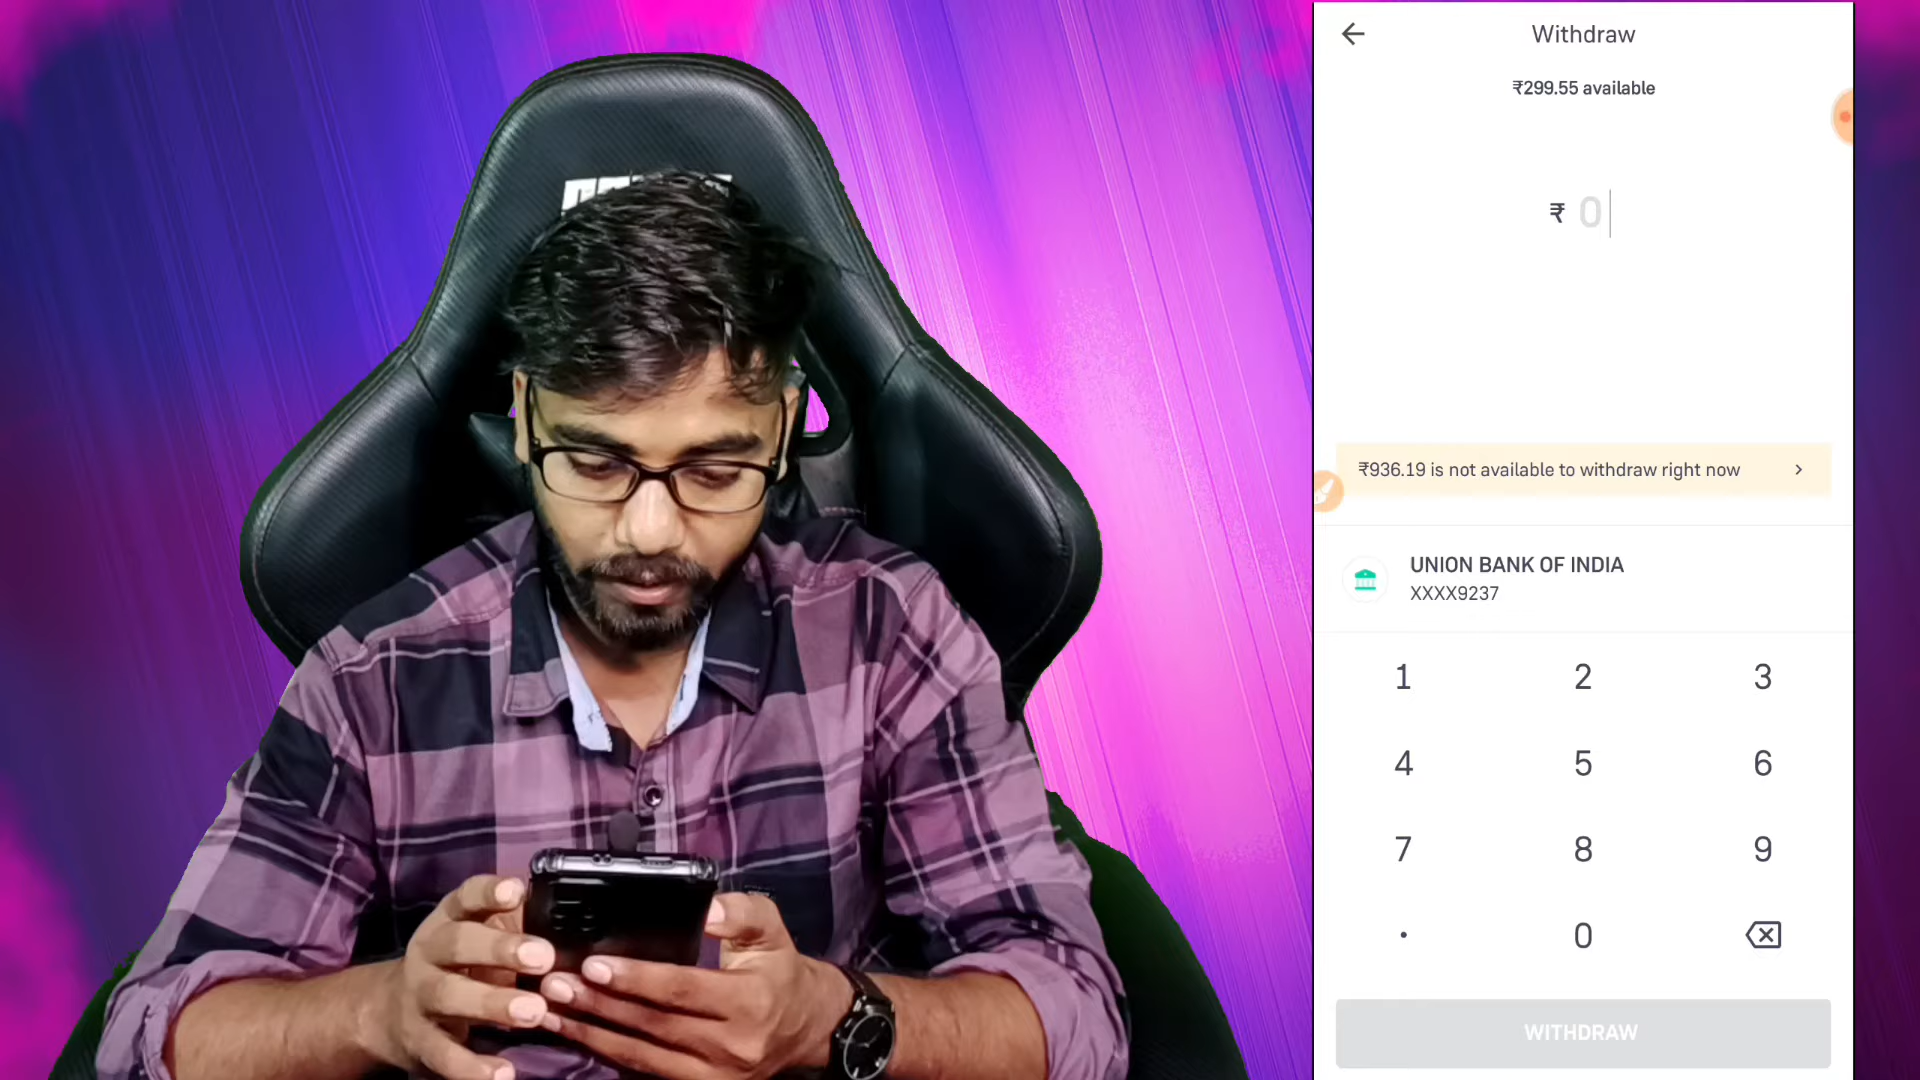 Withdraw
₹299.55 available
₹ 0
₹936.19 is not available to withdraw right now
UNION BANK OF INDIA
XXXX9237
1 2 3
4 5 6
7 8 9
. 0
WITHDRAW